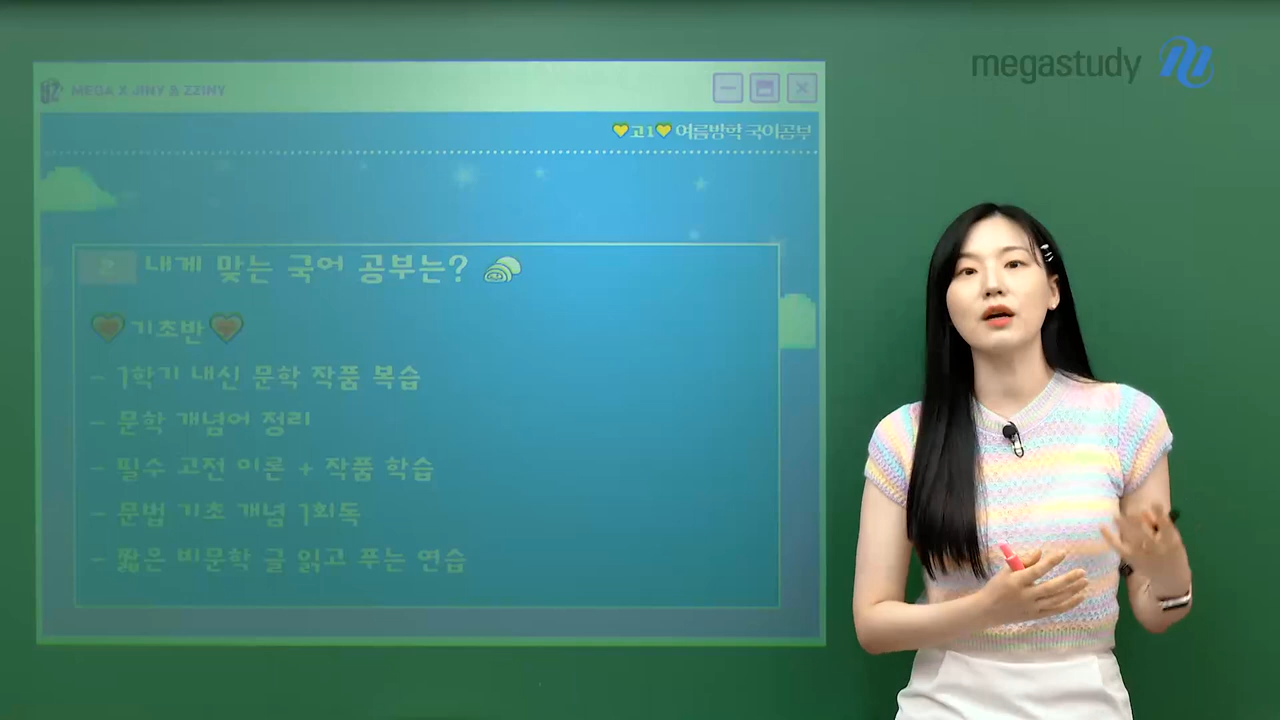 megastudy
MEGA X JINY & ZZINY
고1 여름방학 국어공부
2 내게 맞는 국어 공부는?
기초반
- 1학기 내신 문학 작품 복습
- 문학 개념어 정리
- 필수 고전 이론 + 작품 학습
- 문법 기초 개념 1회독
- 짧은 비문학 글 읽고 푸는 연습